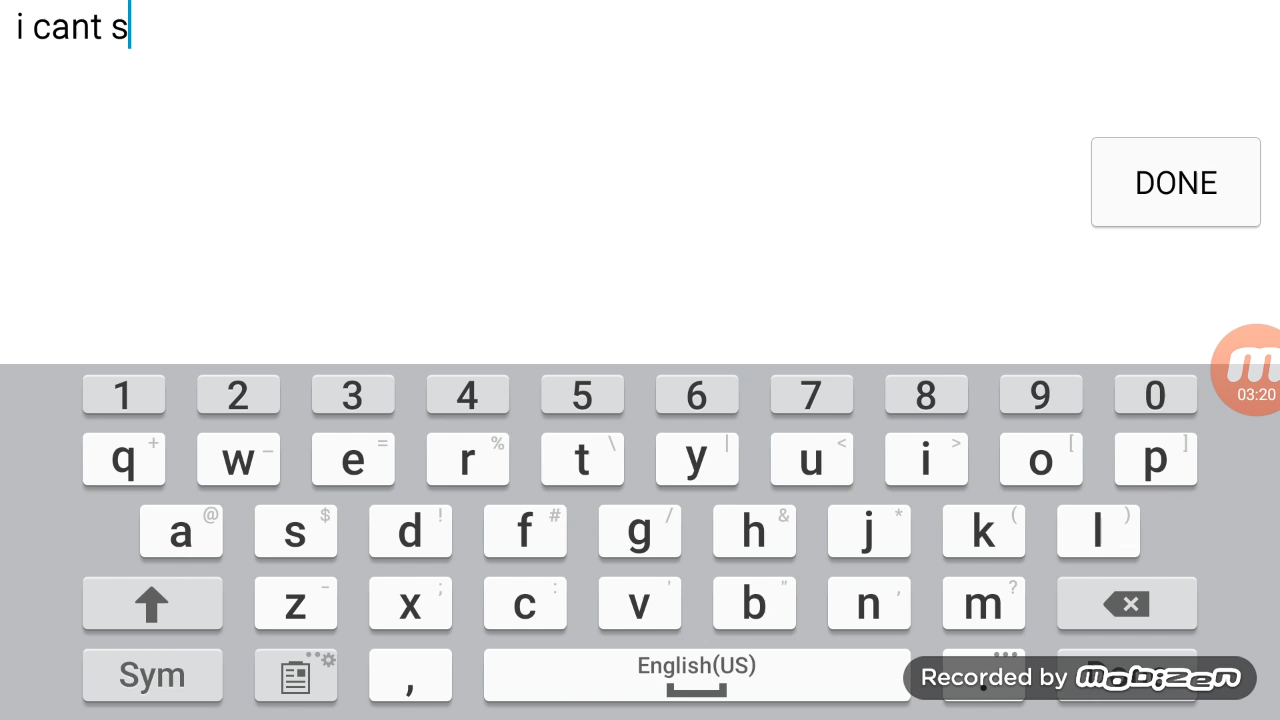 i cant s
DONE
03:20
1 2 3 4 5 6 7 8 9 0
q + w - e = r % t \ y | u < i > o [ p ]
a @ s $ d ! f # g / h & j * k ( l )
z - x ; c : v ' b " n , m ?
Sym , English(US) .
Recorded by mobizen